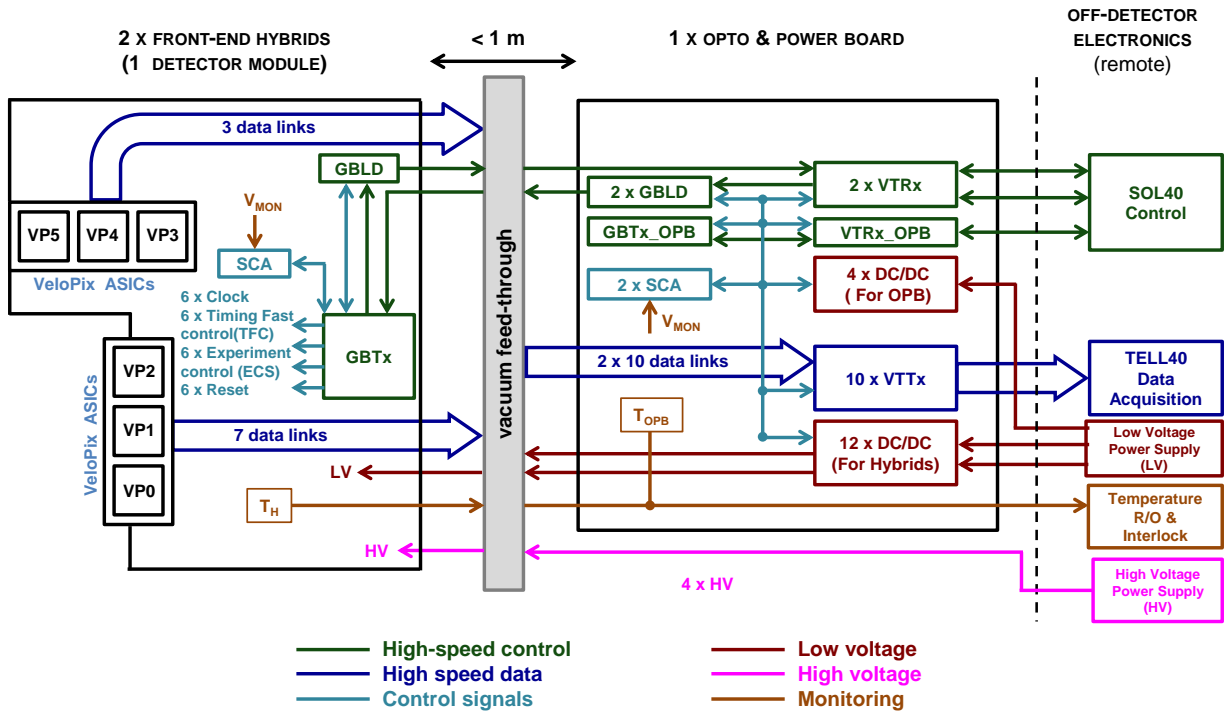 2 X FRONT-END HYBRIDS
(1 DETECTOR MODULE)
< 1 m
1 X OPTO & POWER BOARD
OFF-DETECTOR
ELECTRONICS
(remote)
3 data links
GBLD
V_MON
SCA
VP5
VP4
VP3
VeloPix ASICs
6 x Clock
6 x Timing Fast
control(TFC)
6 x Experiment
control (ECS)
6 x Reset
GBTx
VP2
VP1
VP0
VeloPix ASICs
7 data links
LV
T_H
HV
vacuum feed-through
2 x GBLD
GBTx_OPB
2 x SCA
V_MON
2 x VTRx
VTRx_OPB
4 x DC/DC
( For OPB)
2 x 10 data links
10 x VTTx
T_OPB
12 x DC/DC
(For Hybrids)
4 x HV
SOL40
Control
TELL40
Data
Acquisition
Low Voltage
Power Supply
(LV)
Temperature
R/O &
Interlock
High Voltage
Power Supply
(HV)
High-speed control
High speed data
Control signals
Low voltage
High voltage
Monitoring